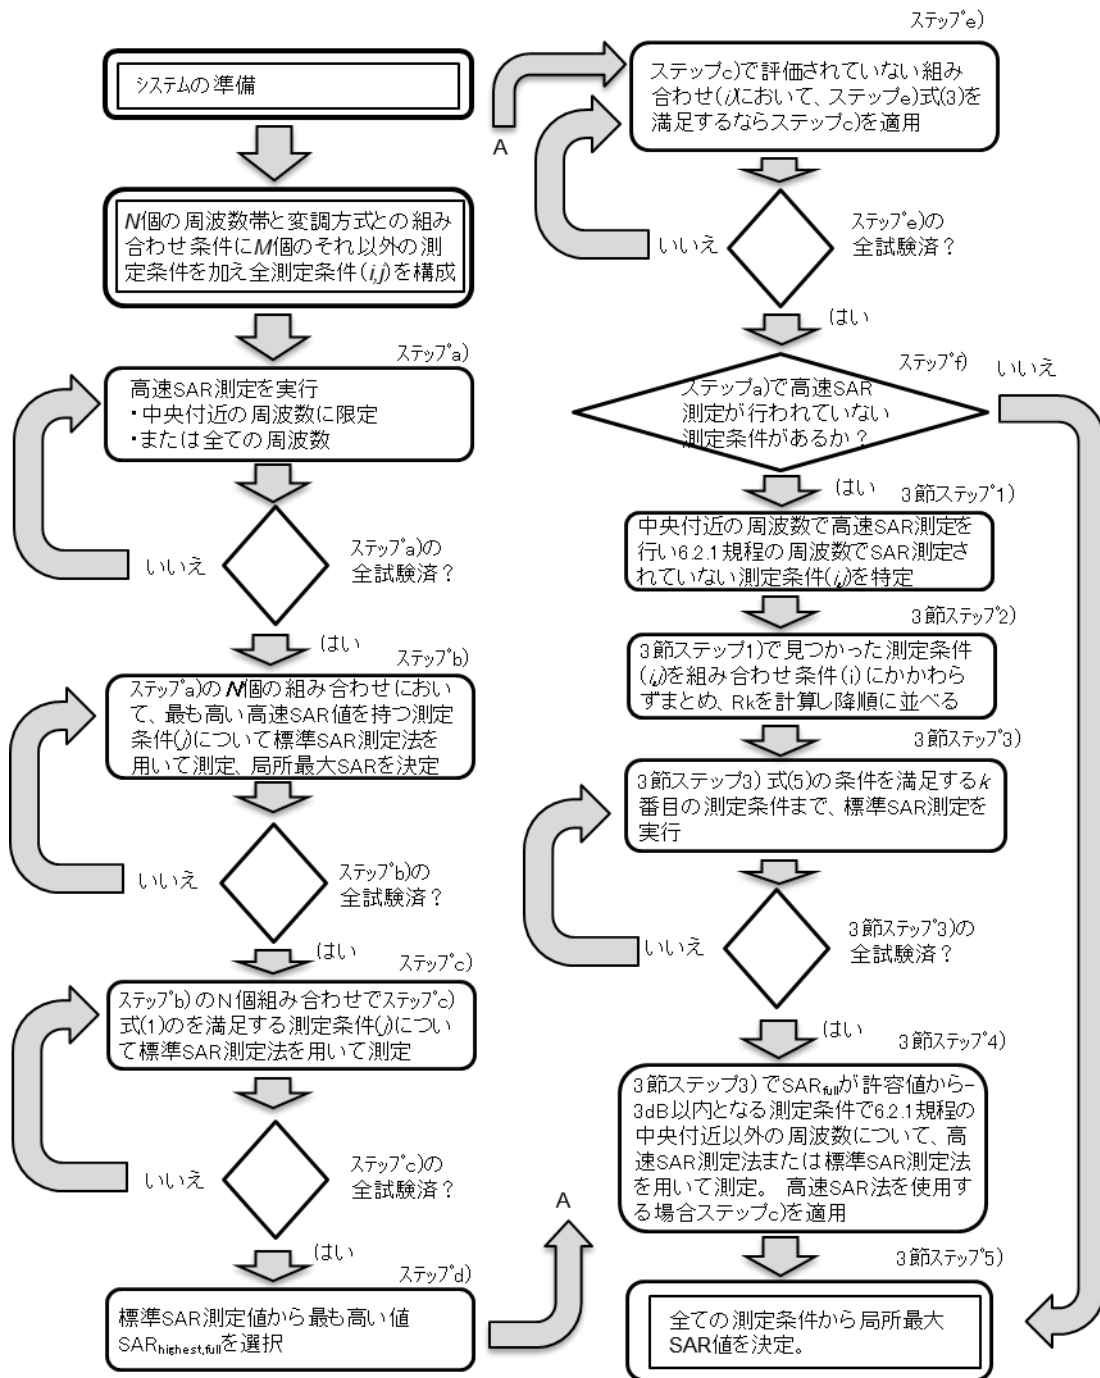 システムの準備
N個の周波数帯と変調方式との組み
合わせ条件にM個のそれ以外の測
定条件を加え全測定条件(i,j)を構成
ステップa)
高速SAR測定を実行
・中央付近の周波数に限定
・または全ての周波数
ステップa)の
全試験済？
いいえ
はい
ステップb)
ステップa)のN個の組み合わせにおい
て、最も高い高速SAR値を持つ測定
条件(j)について標準SAR測定法を
用いて測定、局所最大SARを決定
ステップb)の
全試験済？
いいえ
はい
ステップc)
ステップb)のN個組み合わせでステップc)
式(1)のを満足する測定条件(j)につい
て標準SAR測定法を用いて測定
ステップc)の
全試験済？
いいえ
はい
ステップd)
標準SAR測定値から最も高い値
SARhighest,fullを選択
A
A
ステップe)
ステップc)で評価されていない組み
合わせ(i,j)において、ステップe)式(3)を
満足するならステップc)を適用
ステップe)の
全試験済？
いいえ
はい
ステップf)
いいえ
ステップa)で高速SAR
測定が行われていない
測定条件があるか？
はい
3節ステップ1)
中央付近の周波数で高速SAR測定を
行い6.2.1規程の周波数でSAR測定さ
れていない測定条件(i,j)を特定
3節ステップ2)
3節ステップ1)で見つかった測定条件
(i,j)を組み合わせ条件(i)にかかわら
ずまとめ、Rkを計算し降順に並べる
3節ステップ3)
3節ステップ3)式(5)の条件を満足するk
番目の測定条件まで、標準SAR測定を
実行
3節ステップ3)の
全試験済？
いいえ
はい
3節ステップ4)
3節ステップ3)でSARfullが許容値から-
3dB以内となる測定条件で6.2.1規程の
中央付近以外の周波数について、高
速SAR測定法または標準SAR測定法
を用いて測定。 高速SAR法を使用す
る場合ステップc)を適用
3節ステップ5)
全ての測定条件から局所最大
SAR値を決定。